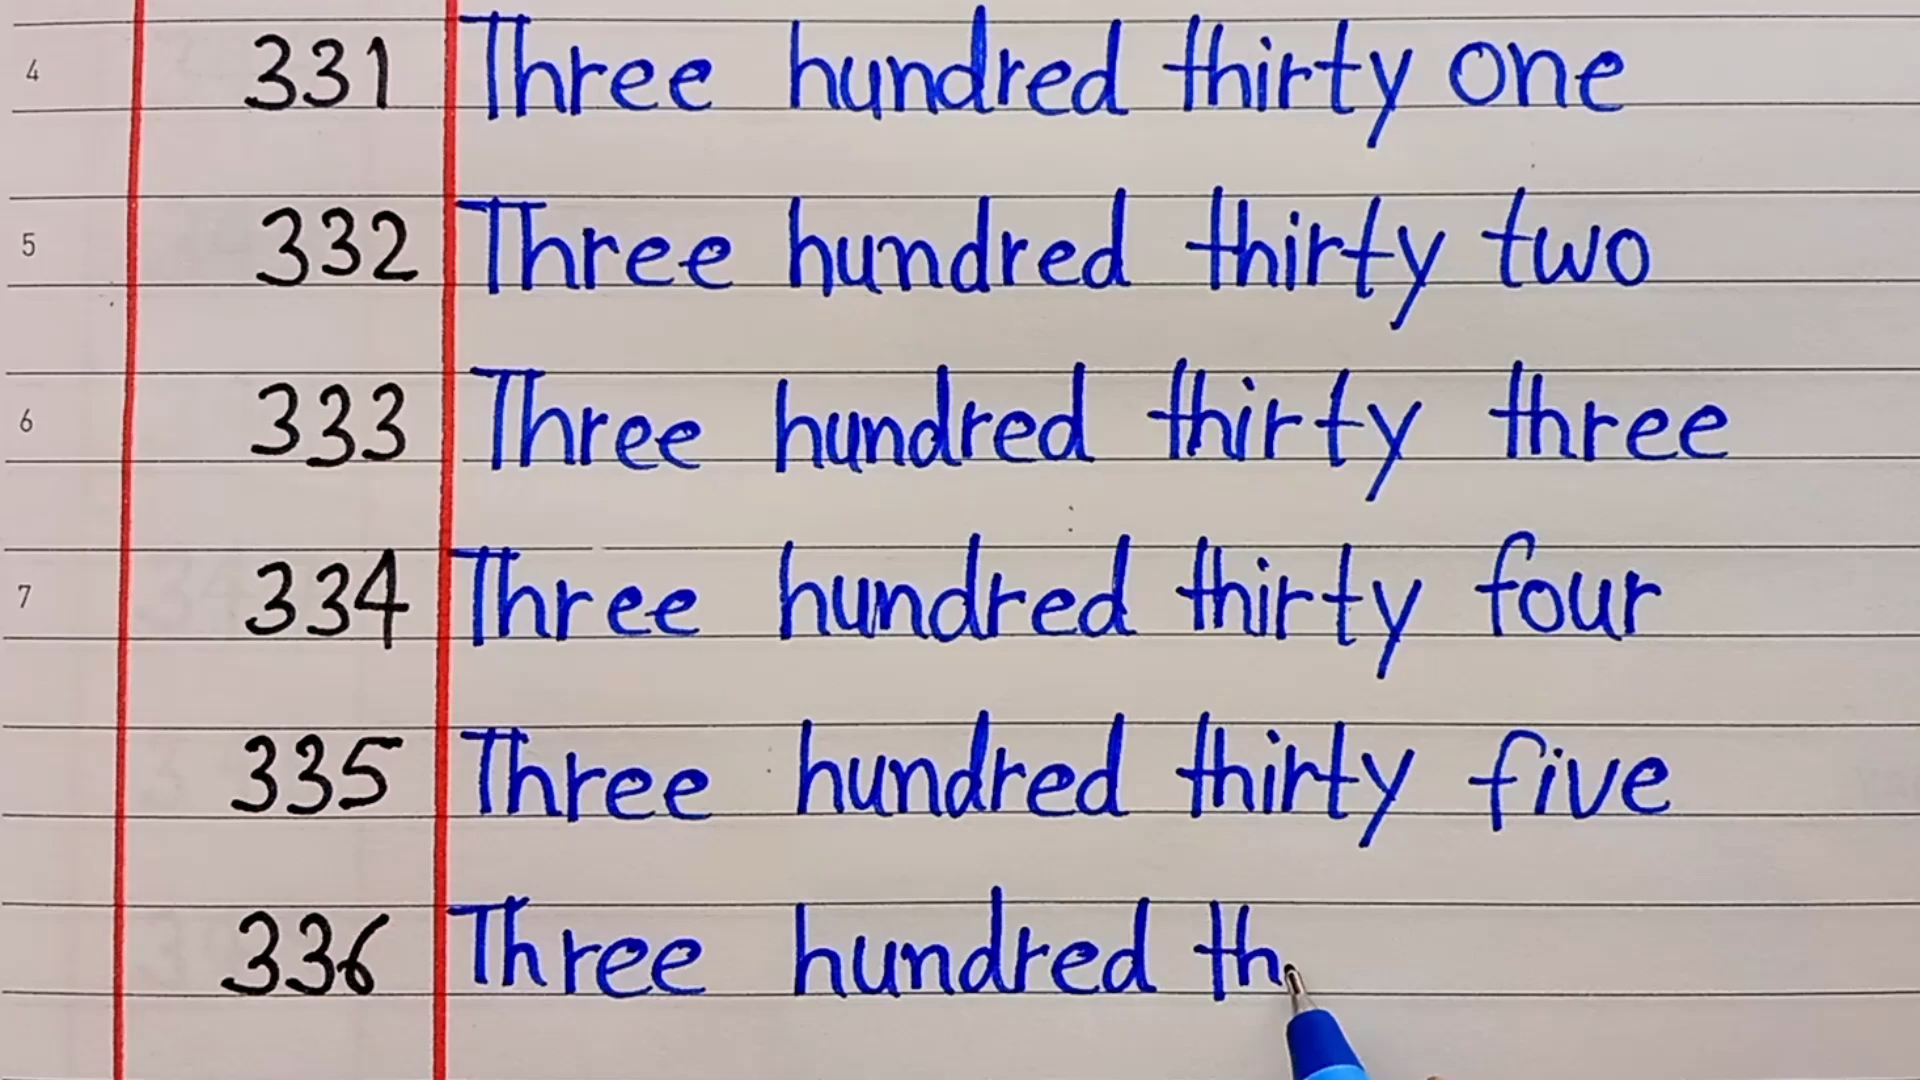 4 331 Three hundred thirty one
5 332 Three hundred thirty two
6 333 Three hundred thirty three
7 334 Three hundred thirty four
335 Three hundred thirty five
336 Three hundred th